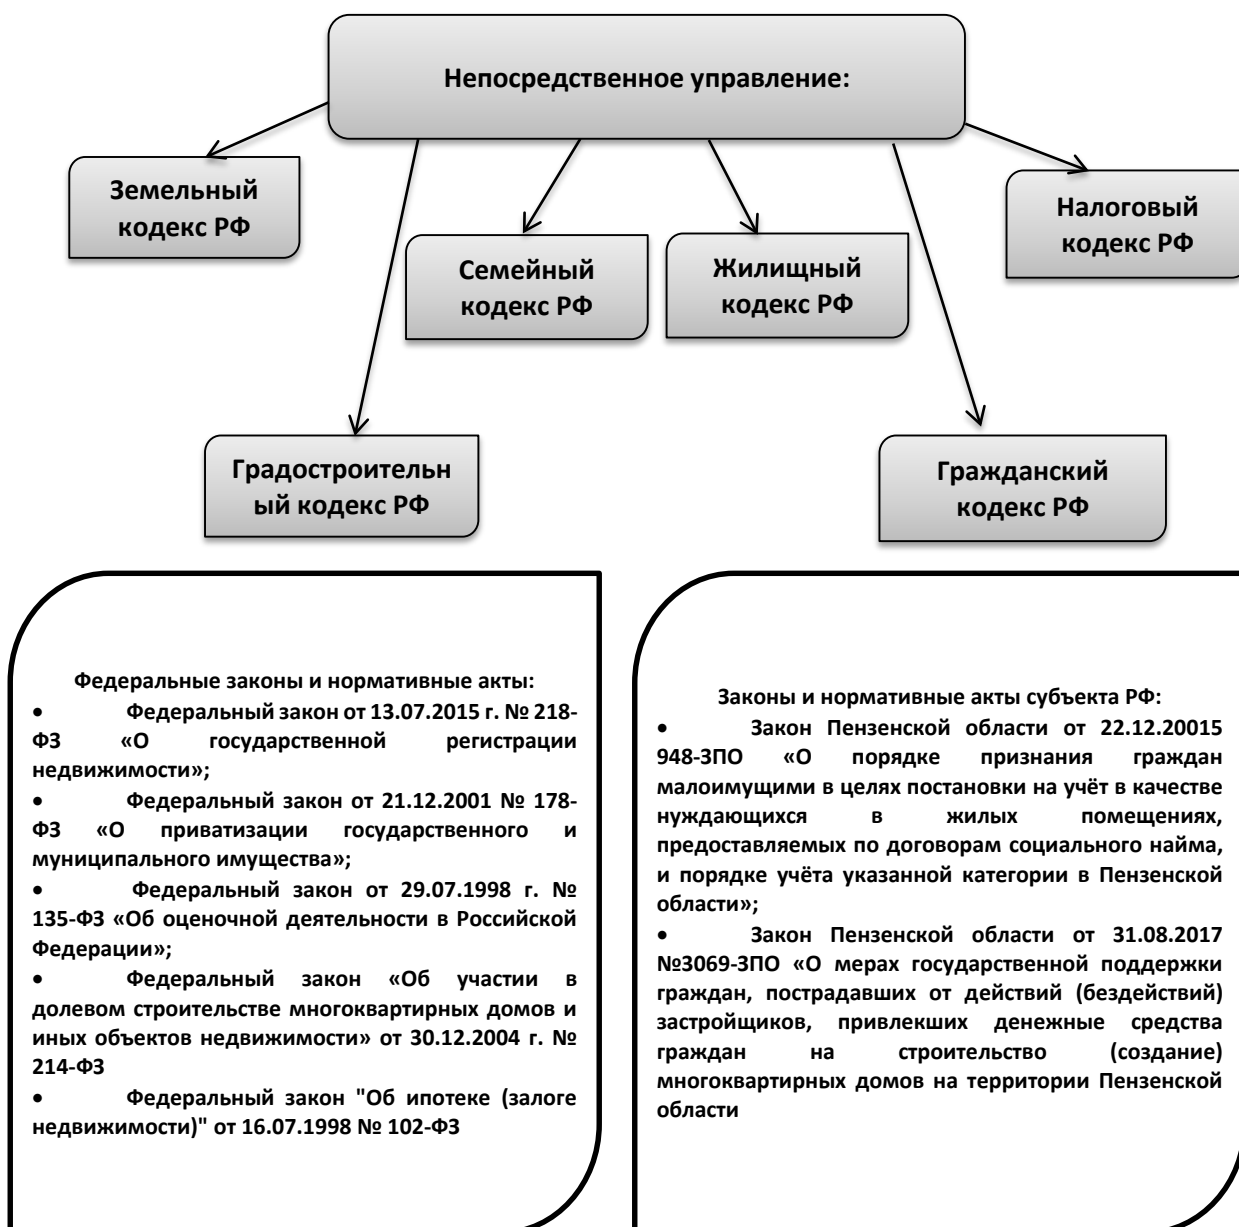 Непосредственное управление:
Земельный
кодекс РФ
Налоговый
кодекс РФ
Семейный
кодекс РФ
Жилищный
кодекс РФ
Градостроительн
ый кодекс РФ
Гражданский
кодекс РФ
Федеральные законы и нормативные акты:
• Федеральный закон от 13.07.2015 г. № 218-
ФЗ «О государственной регистрации
недвижимости»;
• Федеральный закон от 21.12.2001 № 178-
ФЗ «О приватизации государственного и
муниципального имущества»;
• Федеральный закон от 29.07.1998 г. №
135-ФЗ «Об оценочной деятельности в Российской
Федерации»;
• Федеральный закон «Об участии в
долевом строительстве многоквартирных домов и
иных объектов недвижимости» от 30.12.2004 г. №
214-ФЗ
• Федеральный закон "Об ипотеке (залоге
недвижимости)" от 16.07.1998 № 102-ФЗ
Законы и нормативные акты субъекта РФ:
• Закон Пензенской области от 22.12.20015
948-ЗПО «О порядке признания граждан
малоимущими в целях постановки на учёт в качестве
нуждающихся в жилых помещениях,
предоставляемых по договорам социального найма,
и порядке учёта указанной категории в Пензенской
области»;
• Закон Пензенской области от 31.08.2017
№3069-ЗПО «О мерах государственной поддержки
граждан, пострадавших от действий (бездействий)
застройщиков, привлекших денежные средства
граждан на строительство (создание)
многоквартирных домов на территории Пензенской
области